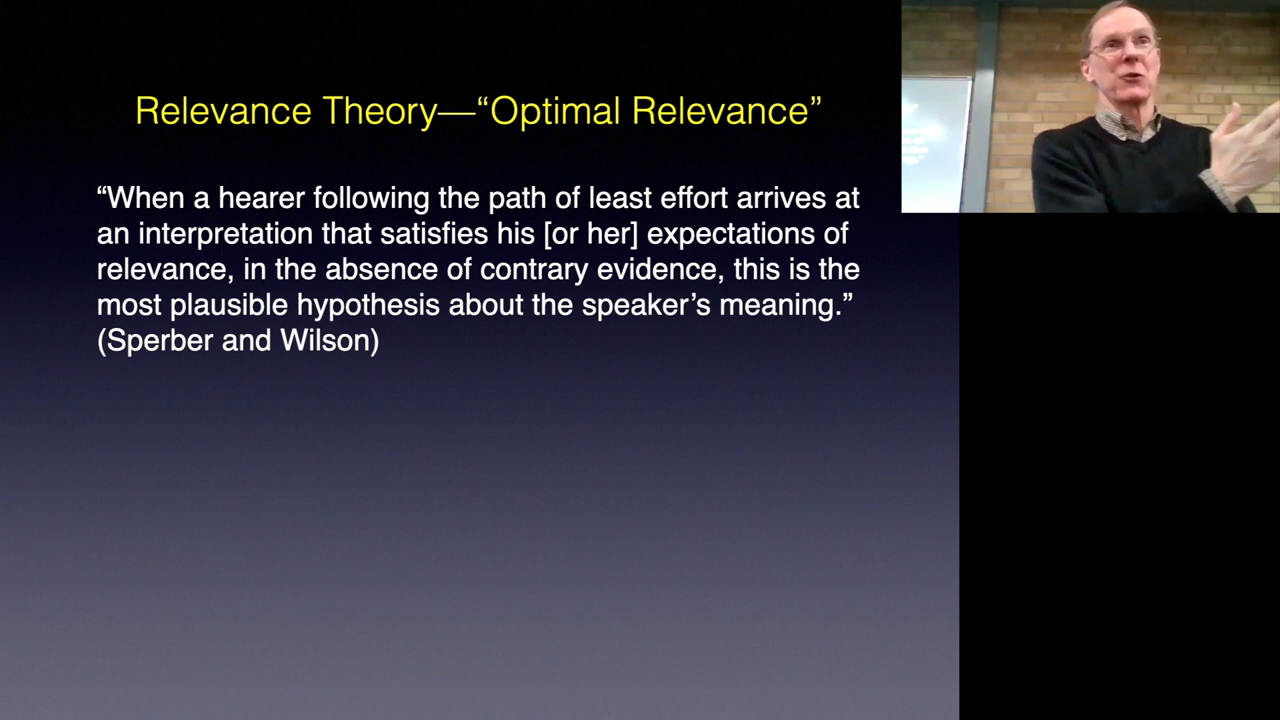 Relevance Theory—“Optimal Relevance”
“When a hearer following the path of least effort arrives at
an interpretation that satisfies his [or her] expectations of
relevance, in the absence of contrary evidence, this is the
most plausible hypothesis about the speaker’s meaning.”
(Sperber and Wilson)